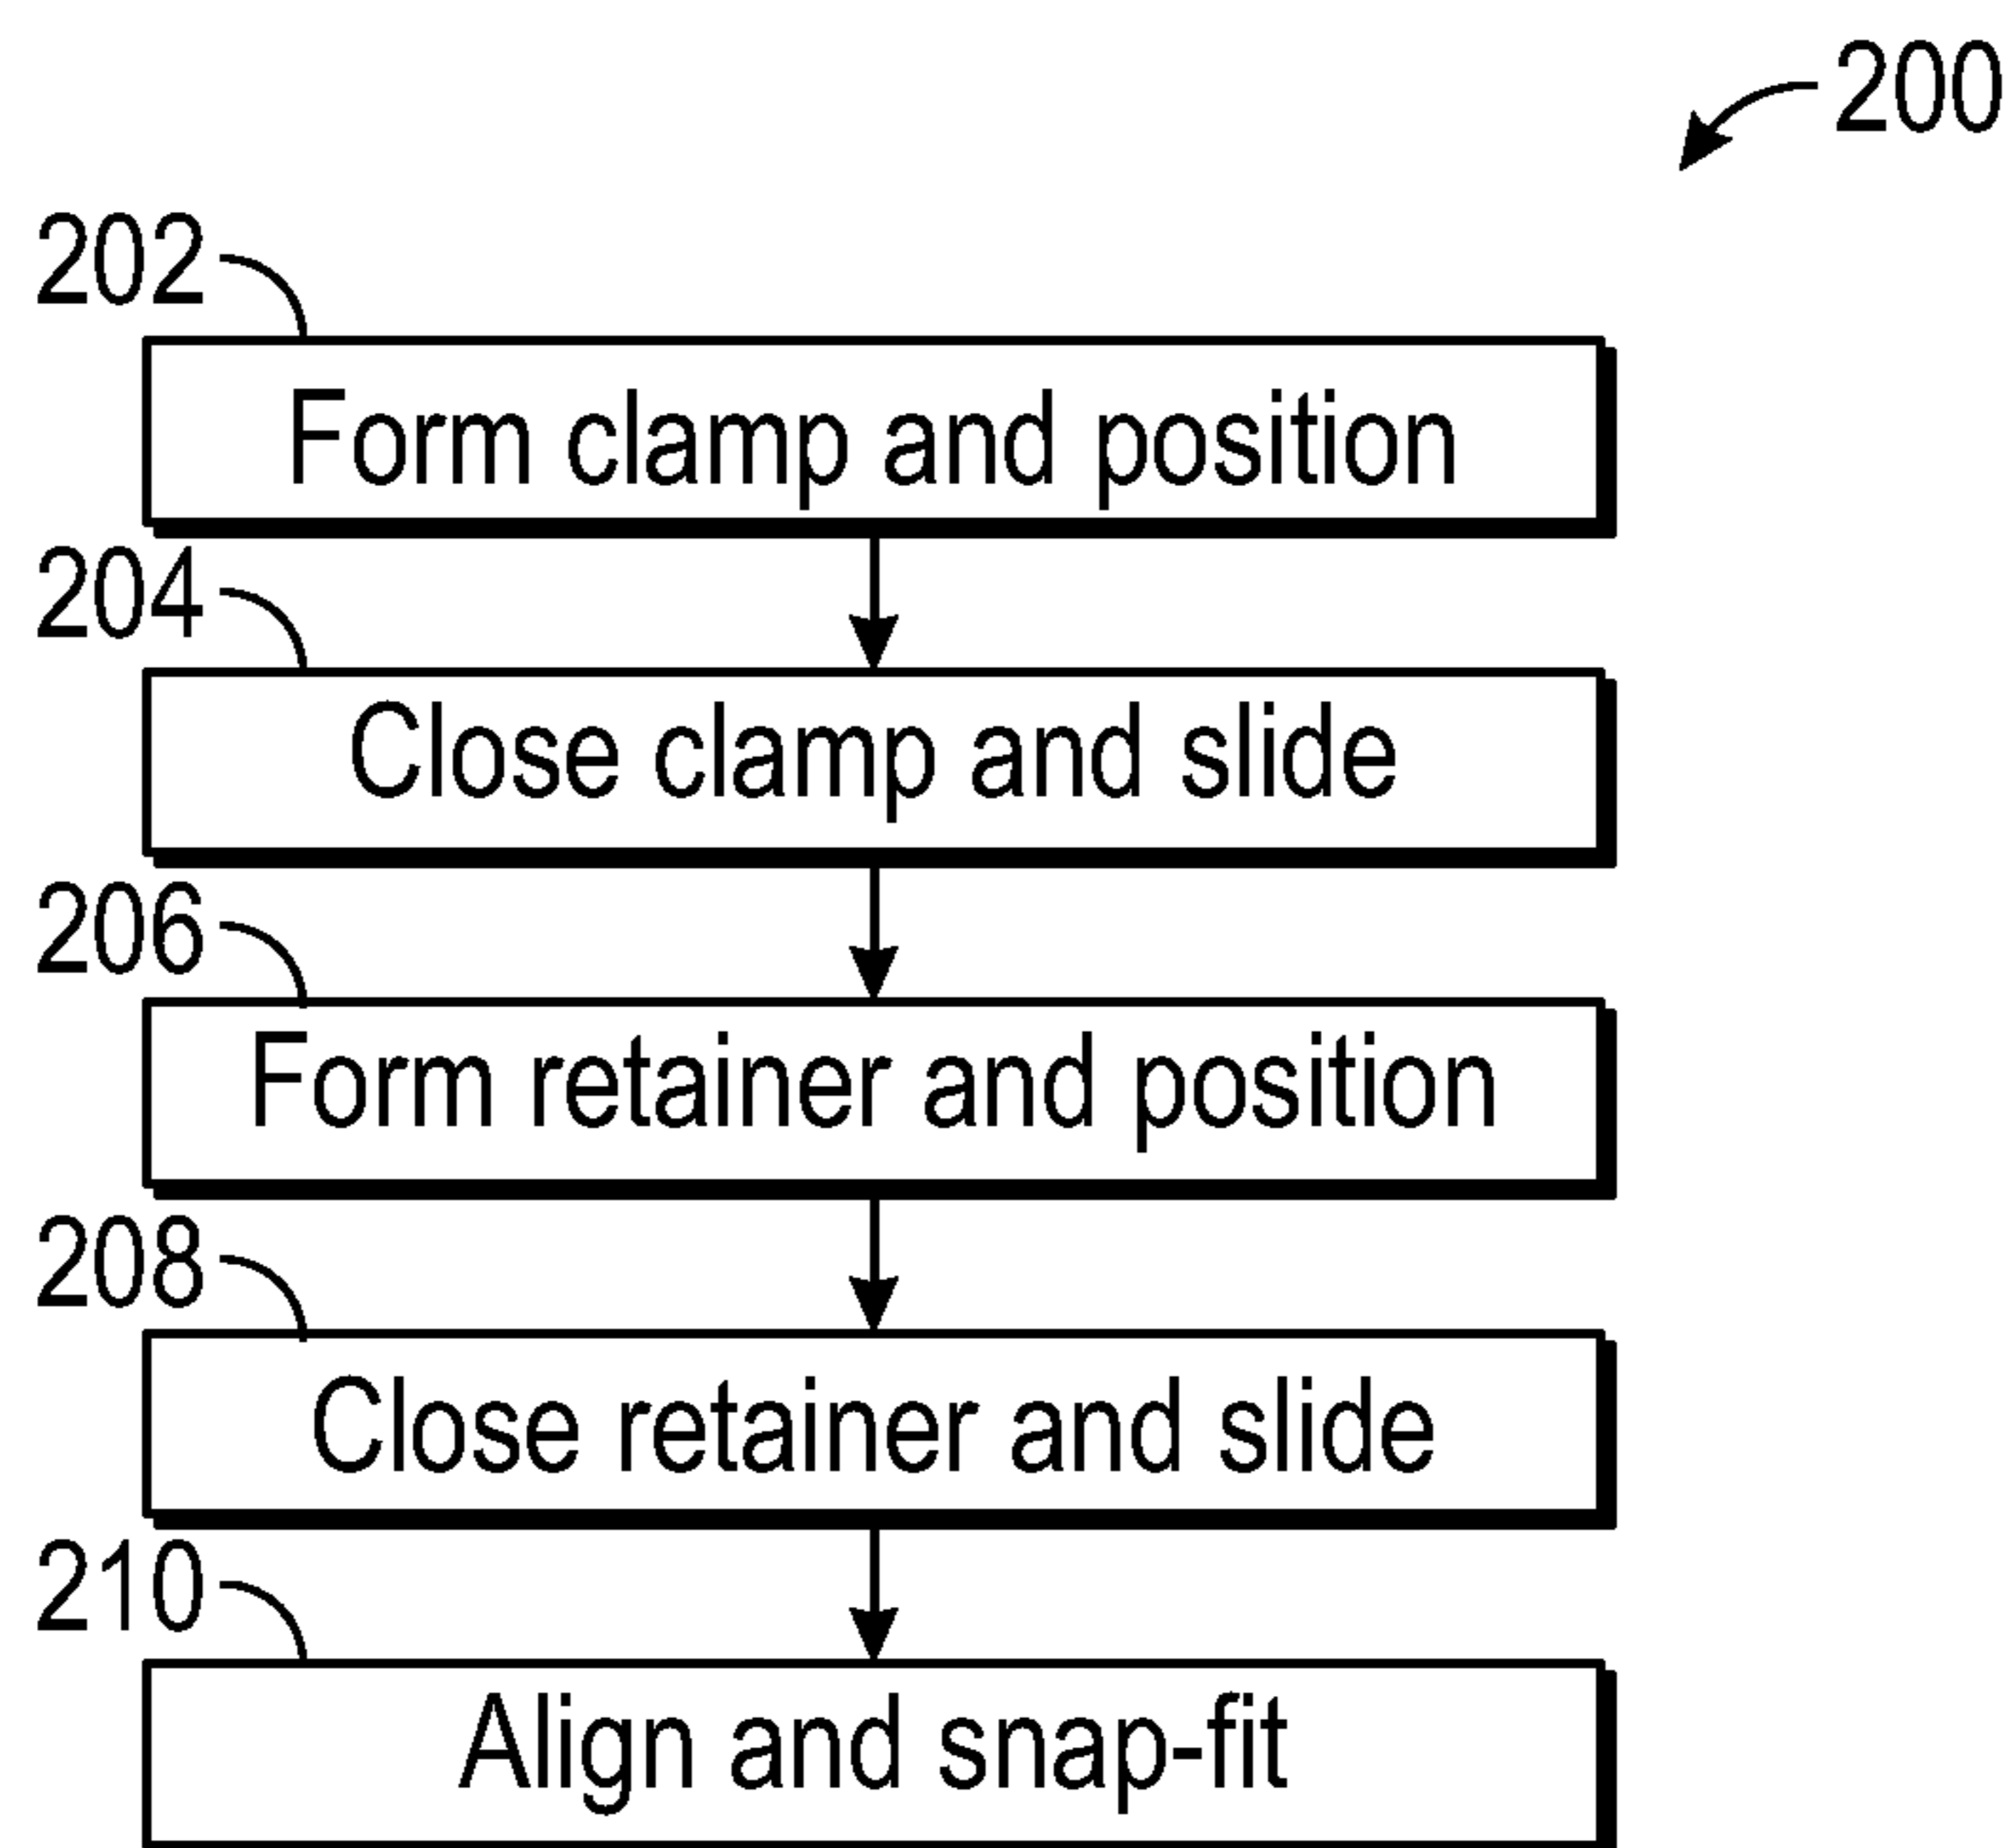 200
202
Form clamp and position
204
Close clamp and slide
206
Form retainer and position
208
Close retainer and slide
210
Align and snap-fit